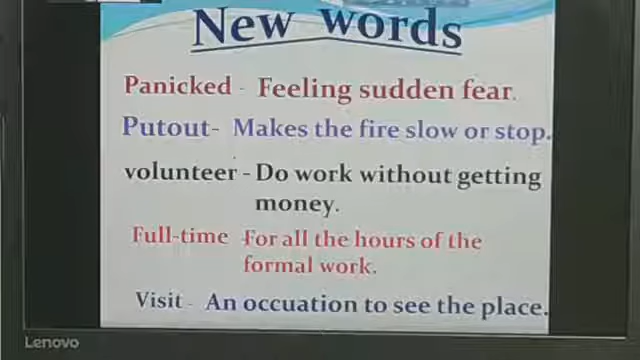 New words
Panicked - Feeling sudden fear.
Putout- Makes the fire slow or stop.
volunteer - Do work without getting
money.
Full-time For all the hours of the
formal work.
Visit - An occuation to see the place.
Lenovo